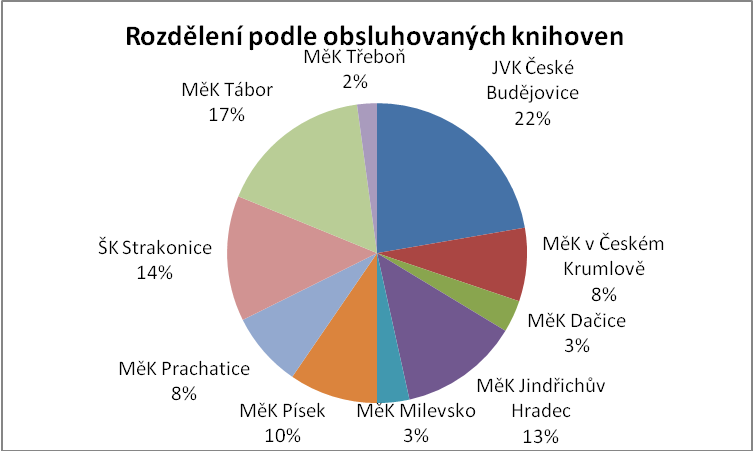 Rozdělení podle obsluhovaných knihoven
JVK České
Budějovice
22%
MěK v Českém
Krumlově
8%
MěK Dačice
3%
MěK Jindřichův
Hradec
13%
MěK Milevsko
3%
MěK Písek
10%
MěK Prachatice
8%
ŠK Strakonice
14%
MěK Tábor
17%
MěK Třeboň
2%